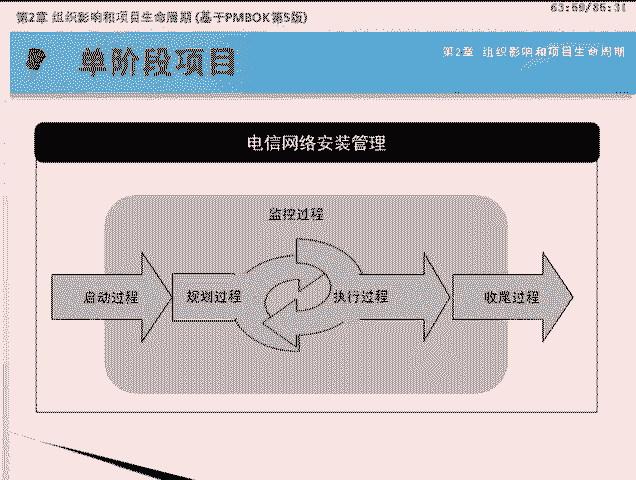 第2章 组织影响和项目生命周期 (基于PMBOK第5版)
63:69/86:31
第2章 组织影响和项目生命周期
单阶段项目
电信网络安装管理
监控过程
启动过程
规划过程
执行过程
收尾过程